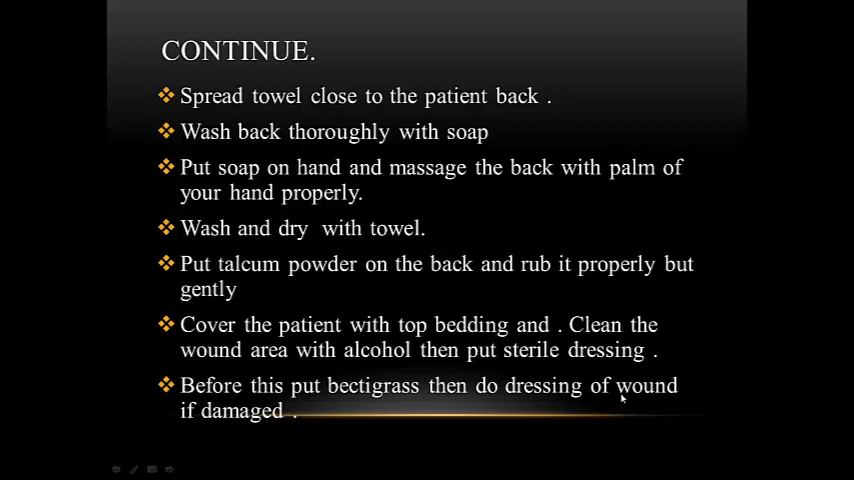 CONTINUE.
Spread towel close to the patient back .
Wash back thoroughly with soap
Put soap on hand and massage the back with palm of
your hand properly.
Wash and dry with towel.
Put talcum powder on the back and rub it properly but
gently
Cover the patient with top bedding and . Clean the
wound area with alcohol then put sterile dressing .
Before this put bectigrass then do dressing of wound
if damaged .